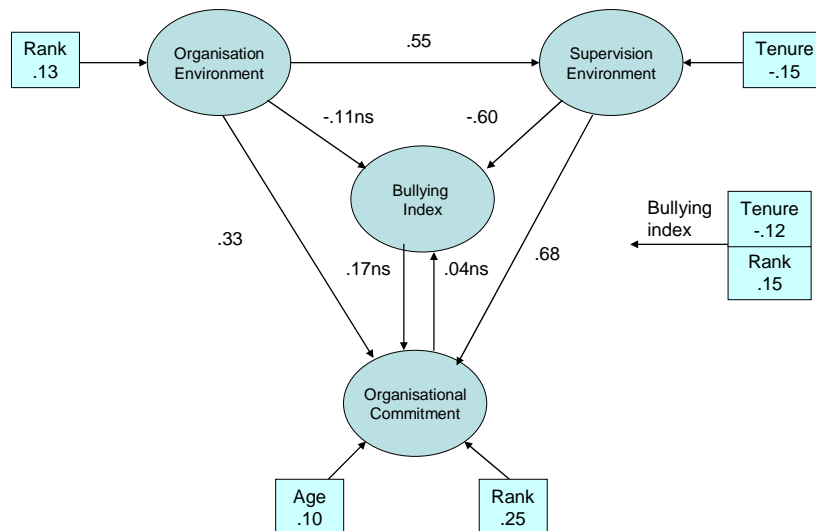 Rank
.13
Organisation
Environment
.55
Supervision
Environment
Tenure
-.15
-.11ns
-.60
Bullying
Index
Bullying
index
Tenure
-.12
Rank
.15
.33
.17ns
.04ns
.68
Organisational
Commitment
Age
.10
Rank
.25